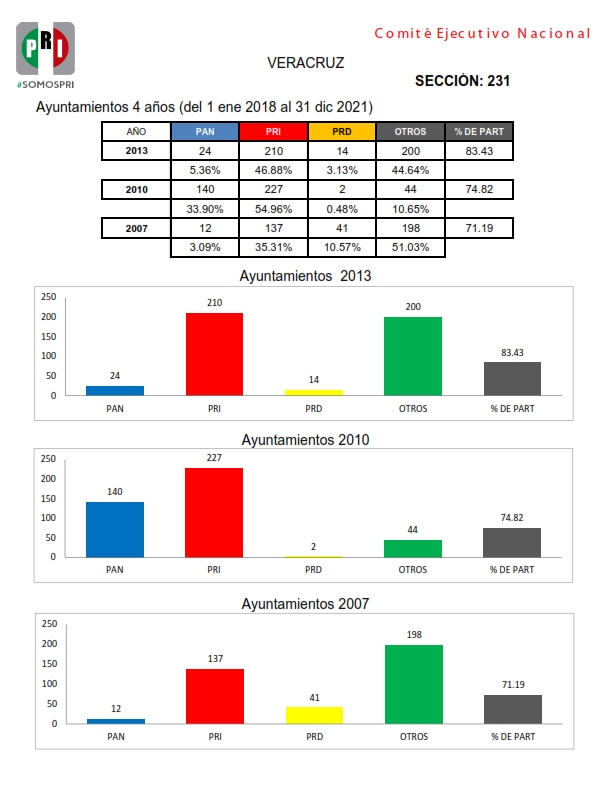 Comité Ejecutivo Nacional
PRI
#SOMOSPRI
VERACRUZ
SECCIÓN: 231
Ayuntamientos 4 años (del 1 ene 2018 al 31 dic 2021)
AÑO PAN PRI PRD OTROS % DE PART
2013 24 210 14 200 83.43
5.36% 46.88% 3.13% 44.64%
2010 140 227 2 44 74.82
33.90% 54.96% 0.48% 10.65%
2007 12 137 41 198 71.19
3.09% 35.31% 10.57% 51.03%
Ayuntamientos 2013
250
200
150
100
50
0
24 210 14 200 83.43
PAN PRI PRD OTROS % DE PART
Ayuntamientos 2010
250
200
150
100
50
0
140 227 2 44 74.82
PAN PRI PRD OTROS % DE PART
Ayuntamientos 2007
250
200
150
100
50
0
12 137 41 198 71.19
PAN PRI PRD OTROS % DE PART